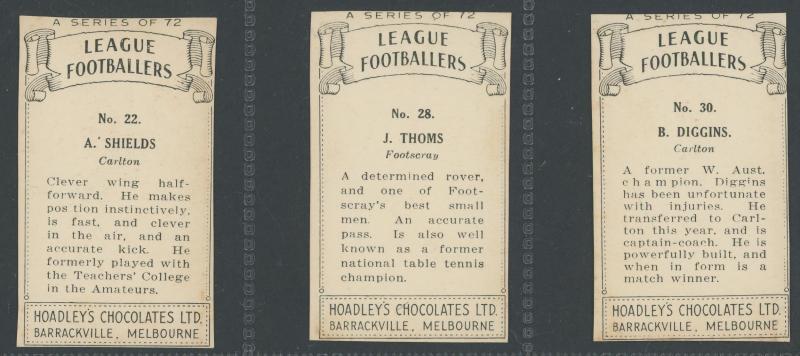 A SERIES OF 72
LEAGUE
FOOTBALLERS
No. 22.
A. SHIELDS
Carlton
Clever wing half-
forward. He makes
pos tion instinctively,
is fast, and clever
in the air, and an
accurate kick. He
formerly played with
the Teachers' College
in the Amateurs.
HOADLEY'S CHOCOLATES LTD.
BARRACKVILLE, MELBOURNE
A SERIES OF 72
LEAGUE
FOOTBALLERS
No. 28.
J. THOMS
Footscray
A determined rover,
and one of Foot-
scray's best small
men. An accurate
pass. Is also well
known as a former
national table tennis
champion.
HOADLEY'S CHOCOLATES LTD.
BARRACKVILLE, MELBOURNE
A SERIES OF 72
LEAGUE
FOOTBALLERS
No. 30.
B. DIGGINS.
Carlton
A former W. Aust.
champion, Diggins
has been unfortunate
with injuries. He
transferred to Carl-
ton this year, and is
captain-coach. He is
powerfully built, and
when in form is a
match winner.
HOADLEY'S CHOCOLATES LTD.
BARRACKVILLE, MELBOURNE